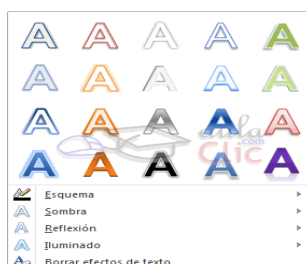 A A A A A
A A A A A
A A A A A
A A A A A
aula
.com
Clic
Esquema
Sombra
Reflexión
Iluminado
Borrar efectos de texto